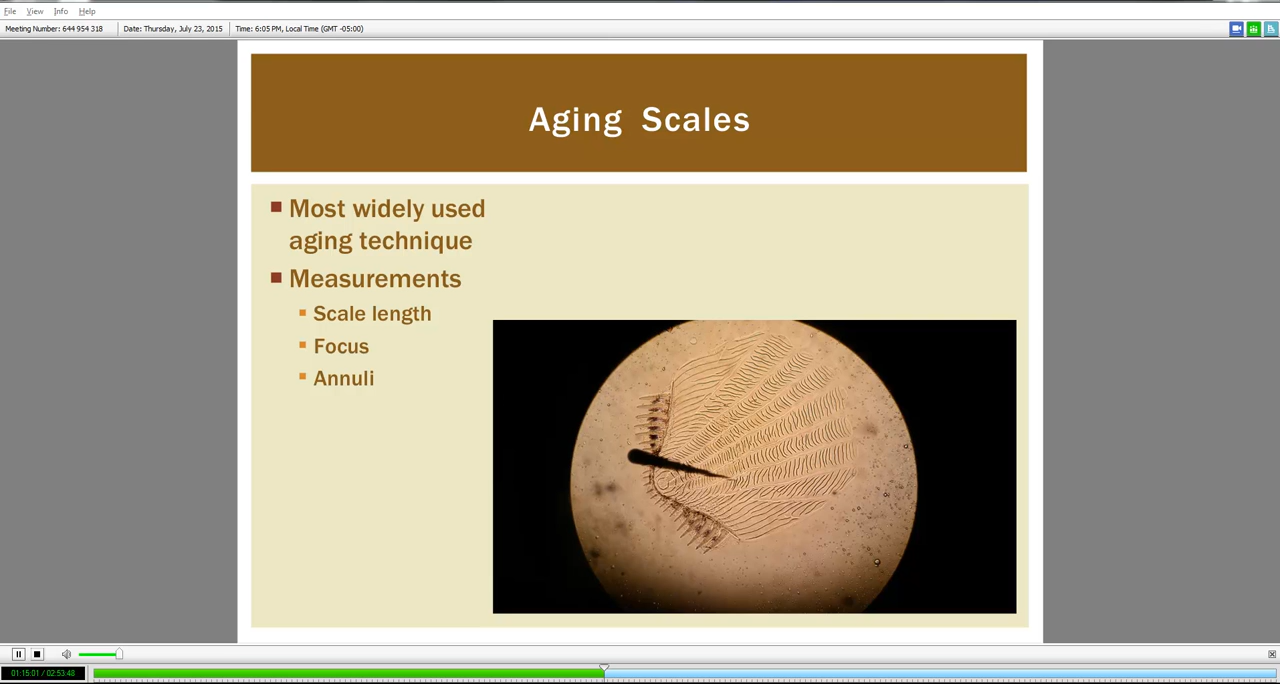 File View Info Help
Meeting Number: 644 954 318 Date: Thursday, July 23, 2015 Time: 6:05 PM, Local Time (GMT -05:00)
Aging Scales
Most widely used
aging technique
Measurements
Scale length
Focus
Annuli
01:15:01 / 02:53:48